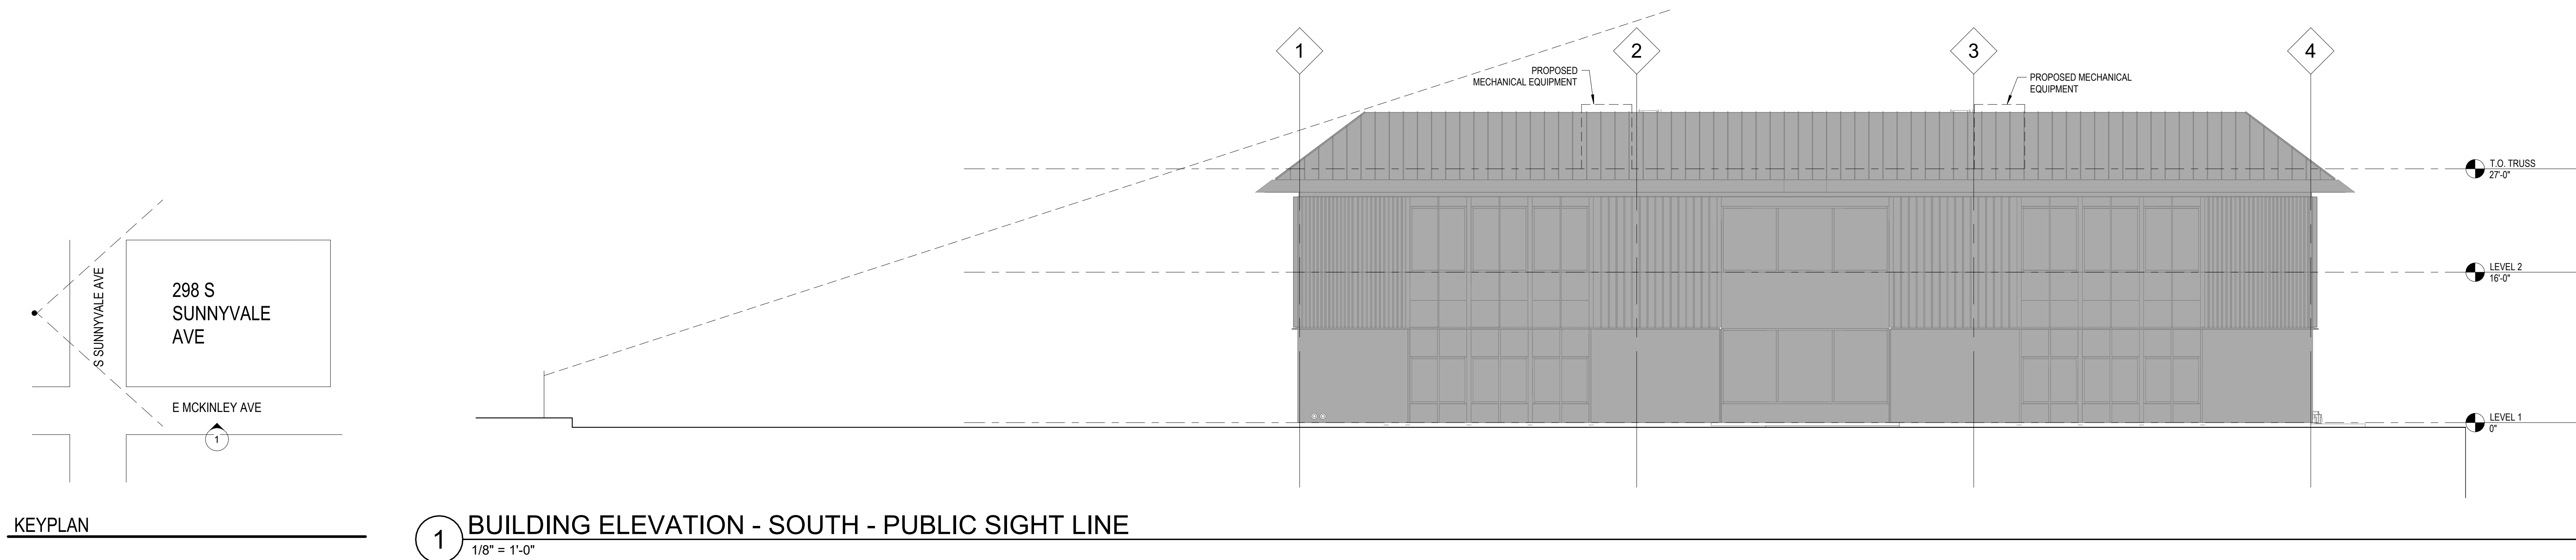 1
2
3
4
PROPOSED
MECHANICAL EQUIPMENT
PROPOSED MECHANICAL
EQUIPMENT
T.O. TRUSS
27'-0"
LEVEL 2
16'-0"
LEVEL 1
0"
S SUNNYVALE AVE
298 S
SUNNYVALE
AVE
E MCKINLEY AVE
1
KEYPLAN
1
BUILDING ELEVATION - SOUTH - PUBLIC SIGHT LINE
1/8" = 1'-0"